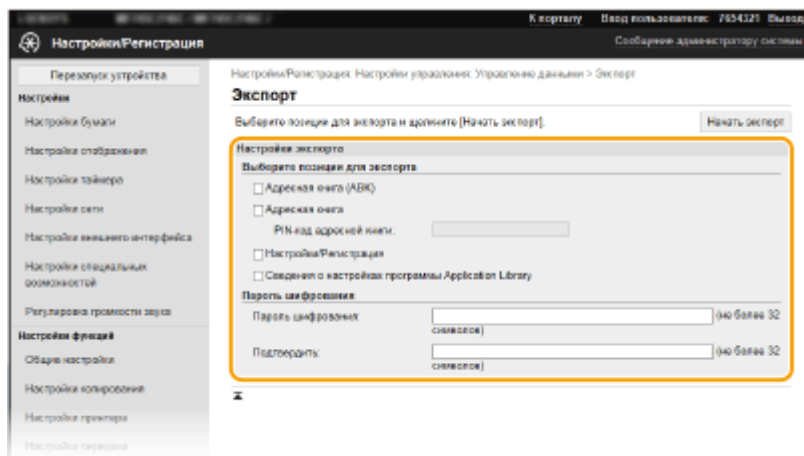 К порталу Ввод пользователя: 7654321 Выход
Настройки/Регистрация
Сообщение администратору системы
Перезапуск устройства
Настройки
Настройки бумаги
Настройки отображения
Настройки таймера
Настройки сети
Настройки внешнего интерфейса
Настройки специальных
возможностей
Регулировка громкости звука
Настройки функций
Общие настройки
Настройки копирования
Настройки принтера
Настройки передачи
Настройки/Регистрация: Настройки управления: Управление данными > Экспорт
Экспорт
Выберите позиции для экспорта и щелкните [Начать экспорт].
Начать экспорт
Настройки экспорта
Выберите позиции для экспорта
Адресная книга (ABK)
Адресная книга
PIN-код адресной книги:
Настройки/Регистрация
Сведения о настройках программы Application Library
Пароль шифрования
Пароль шифрования: (не более 32
символов)
Подтвердить: (не более 32
символов)